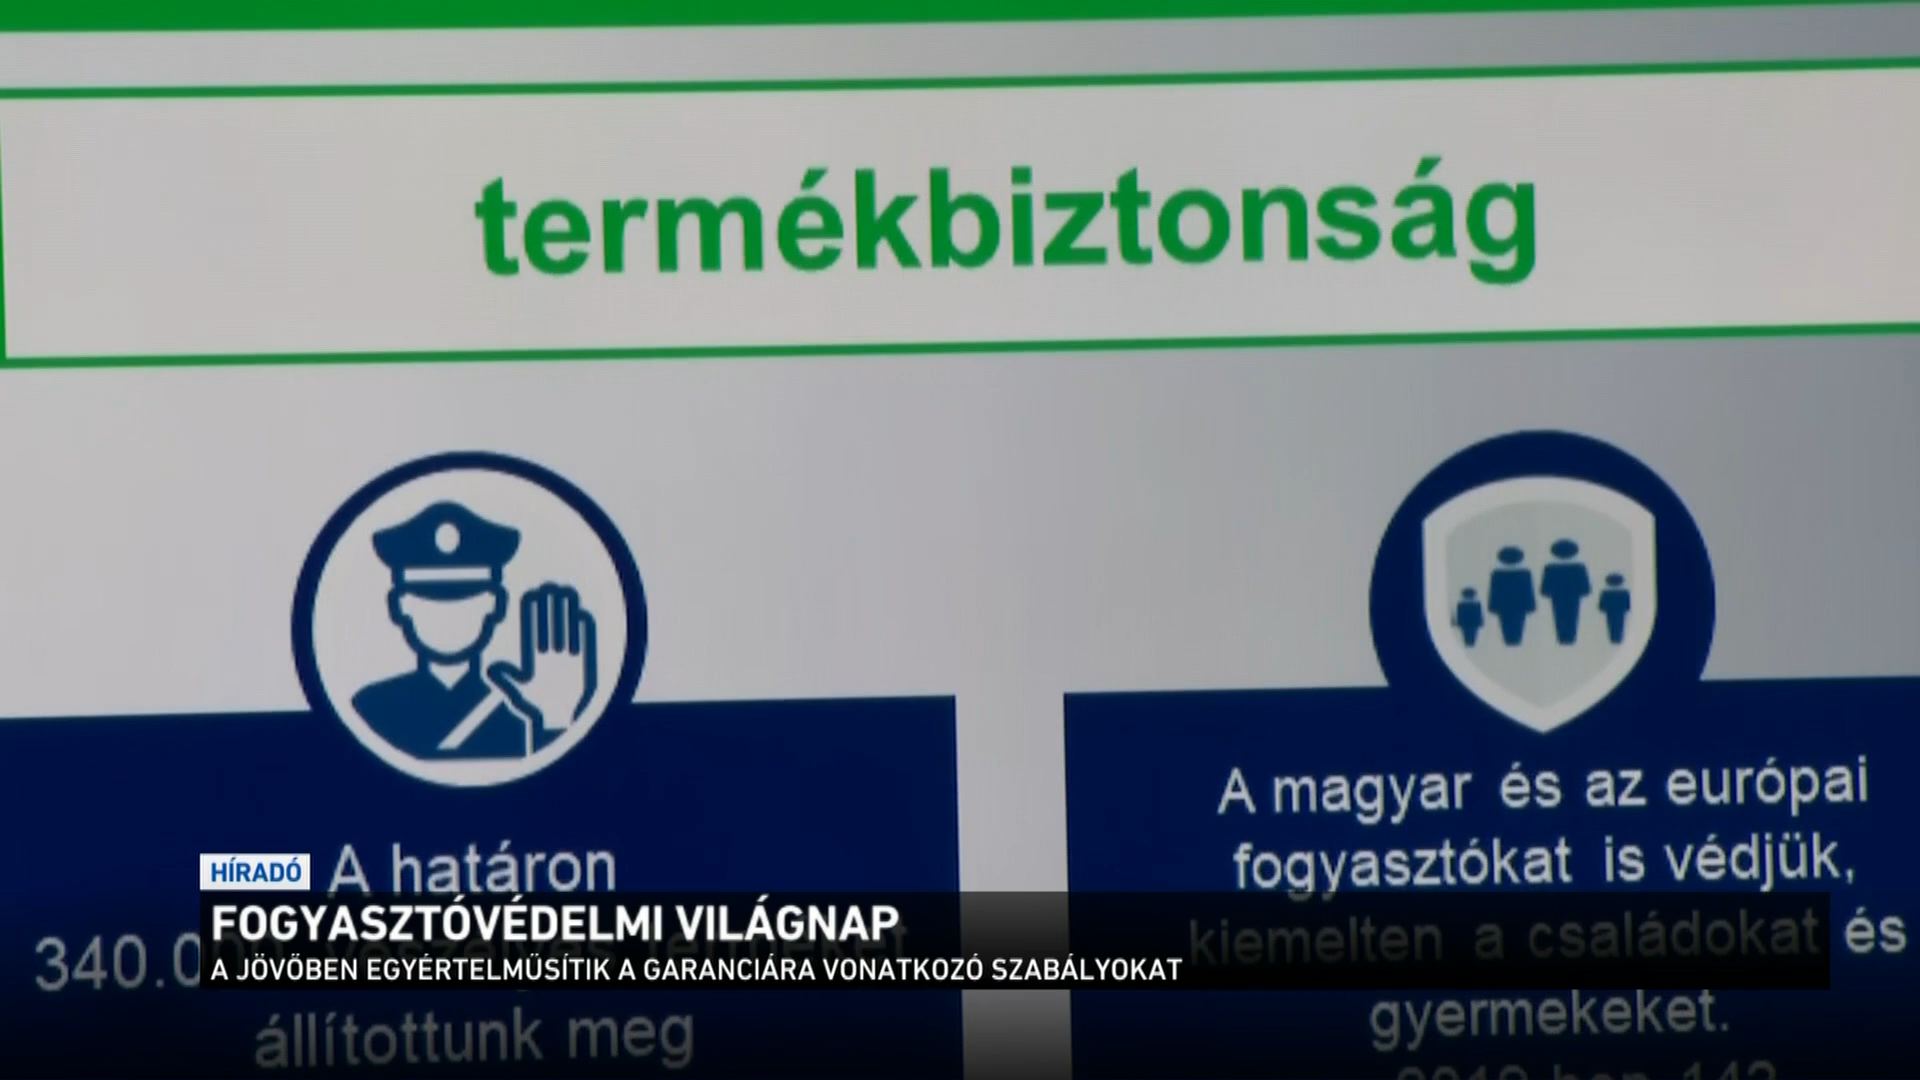 termékbiztonság
A határon
340.0
állítottunk meg
A magyar és az európai
fogyasztókat is védjük,
kiemelten a családokat és
gyermekeket.
HÍRADÓ
FOGYASZTÓVÉDELMI VILÁGNAP
A JÖVŐBEN EGYÉRTELMŰSÍTIK A GARANCIÁRA VONATKOZÓ SZABÁLYOKAT